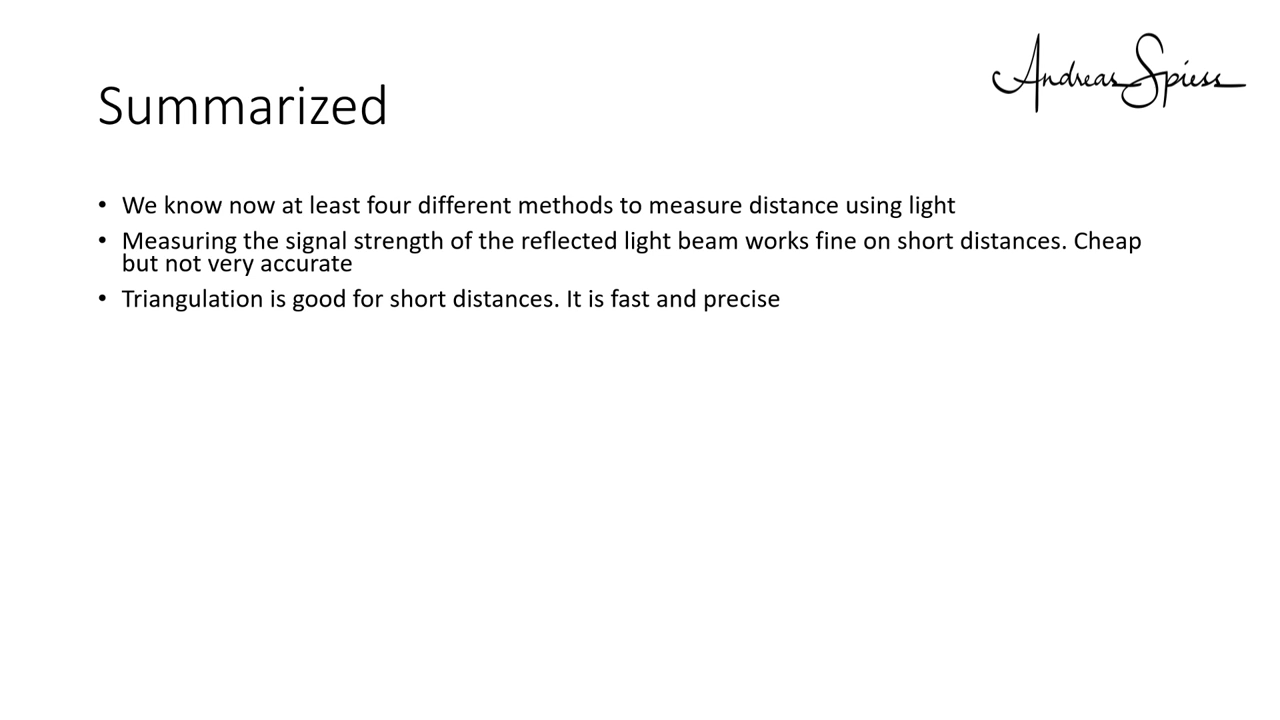 Andreas Spiess
Summarized
• We know now at least four different methods to measure distance using light
• Measuring the signal strength of the reflected light beam works fine on short distances. Cheap
but not very accurate
• Triangulation is good for short distances. It is fast and precise